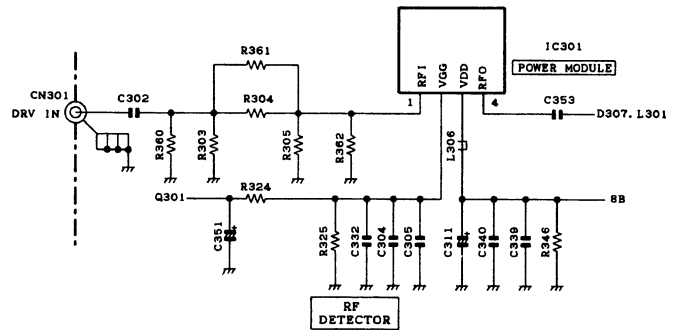 R361
IC301
POWER MODULE
RFI
VGG
VDD
RFO
CN301
C302
R304
1
4
C353
DRV IN
D307. L301
R360
R303
R305
R362
L306
Q301
R324
8B
C351
R325
C332
C304
C305
C311
C340
C339
R346
RF
DETECTOR